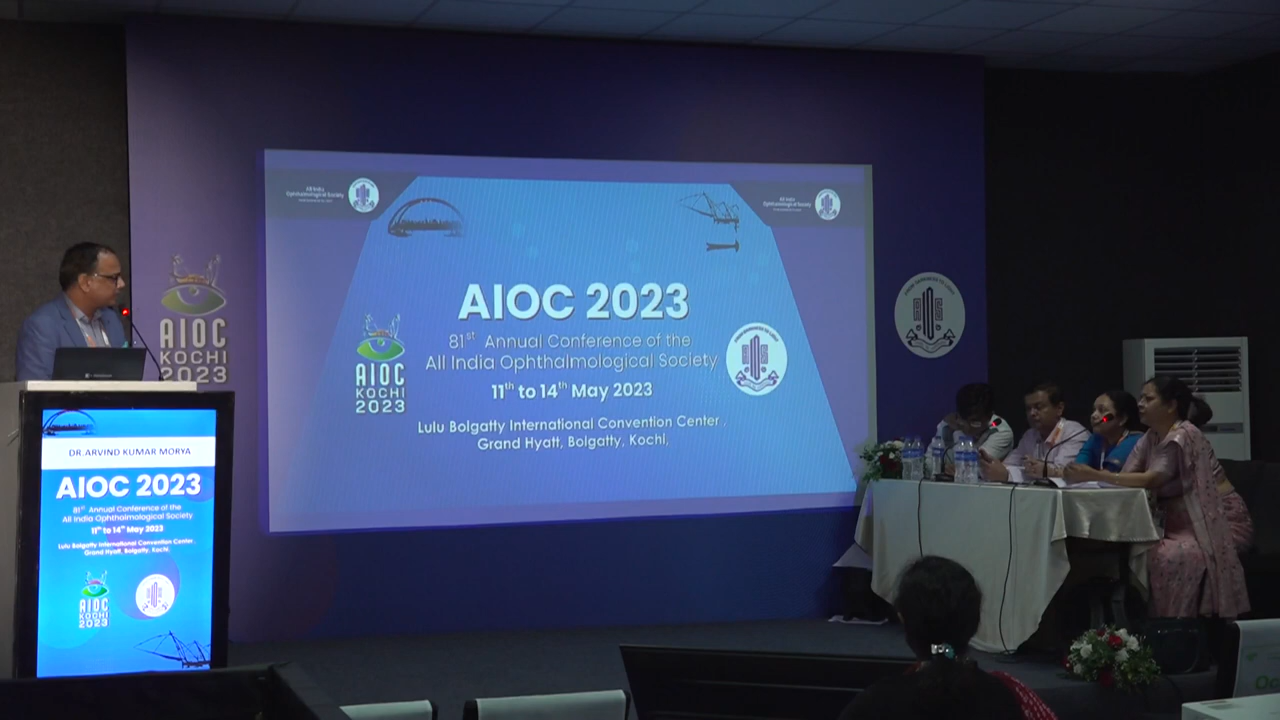 All India
Ophthalmological Society
All India
Ophthalmological Society
AIOC 2023
81st Annual Conference of the
All India Ophthalmological Society
11th to 14th May 2023
Lulu Bolgatty International Convention Center ,
Grand Hyatt, Bolgatty, Kochi,
AIOC
KOCHI
2023
AIOC
KOCHI
2023
DR.ARVIND KUMAR MORYA
AIOC 2023
81st Annual Conference of the
All India Ophthalmological Society
11th to 14th May 2023
Lulu Bolgatty International Convention Center ,
Grand Hyatt, Bolgatty, Kochi,
AIOC
KOCHI
2023